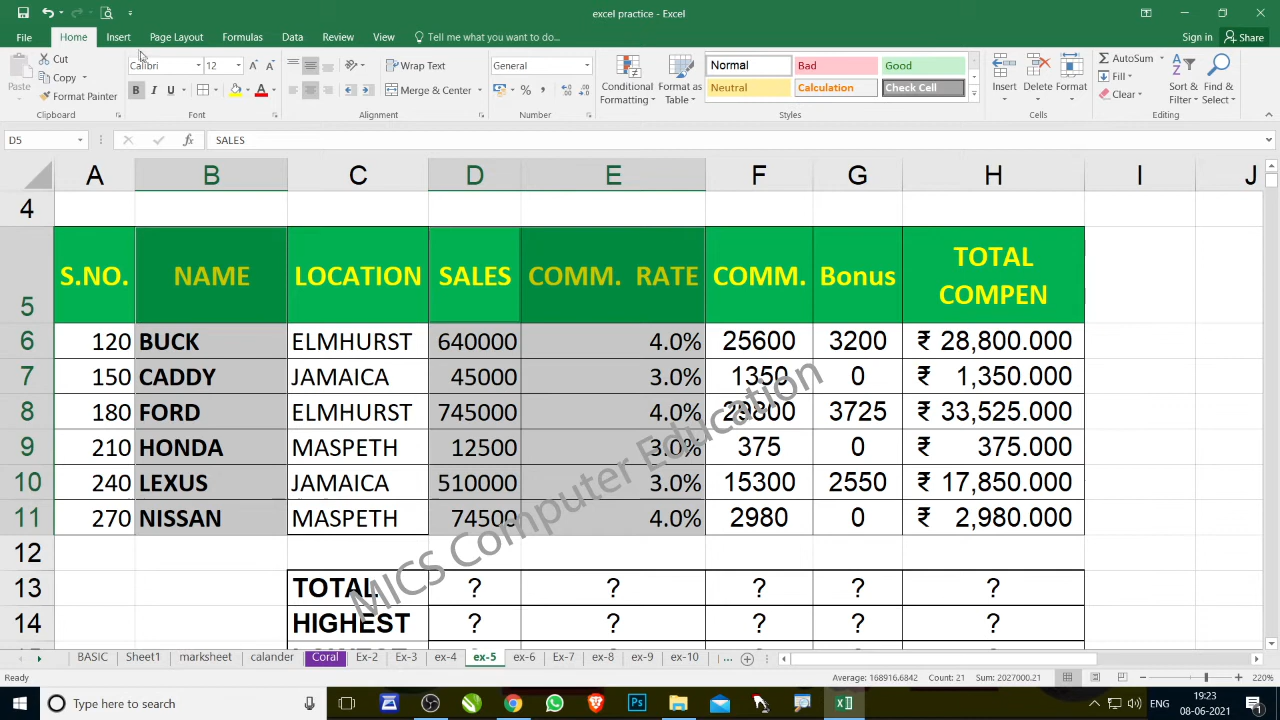 excel practice - Excel
File Home Insert Page Layout Formulas Data Review View Tell me what you want to do... Sign in Share
Cut
Copy
Paste
Format Painter
Clipboard
Calibri 12
B I U A
Font
Wrap Text
Merge & Center
Alignment
General
%
Number
Conditional Formatting
Format as Table
Normal Bad Good
Neutral Calculation Check Cell
Styles
Insert Delete Format
Cells
AutoSum
Fill
Clear
Sort & Filter
Find & Select
Editing
D5 fx SALES
A B C D E F G H I J
4
5 S.NO. NAME LOCATION SALES COMM. RATE COMM. Bonus TOTAL COMPEN
6 120 BUCK ELMHURST 640000 4.0% 25600 3200 ₹ 28,800.000
7 150 CADDY JAMAICA 45000 3.0% 1350 0 ₹ 1,350.000
8 180 FORD ELMHURST 745000 4.0% 29800 3725 ₹ 33,525.000
9 210 HONDA MASPETH 12500 3.0% 375 0 ₹ 375.000
10 240 LEXUS JAMAICA 510000 3.0% 15300 2550 ₹ 17,850.000
11 270 NISSAN MASPETH 74500 4.0% 2980 0 ₹ 2,980.000
12
13 TOTAL ? ? ? ? ?
14 HIGHEST ? ? ? ? ?
MICS Computer Education
BASIC Sheet1 marksheet calander Coral Ex-2 Ex-3 ex-4 ex-5 ex-6 Ex-7 ex-8 ex-9 ex-10 ...
Ready Average: 168916.6842 Count: 21 Sum: 2027000.21 220%
Type here to search
Ps
ENG
19:23
08-06-2021